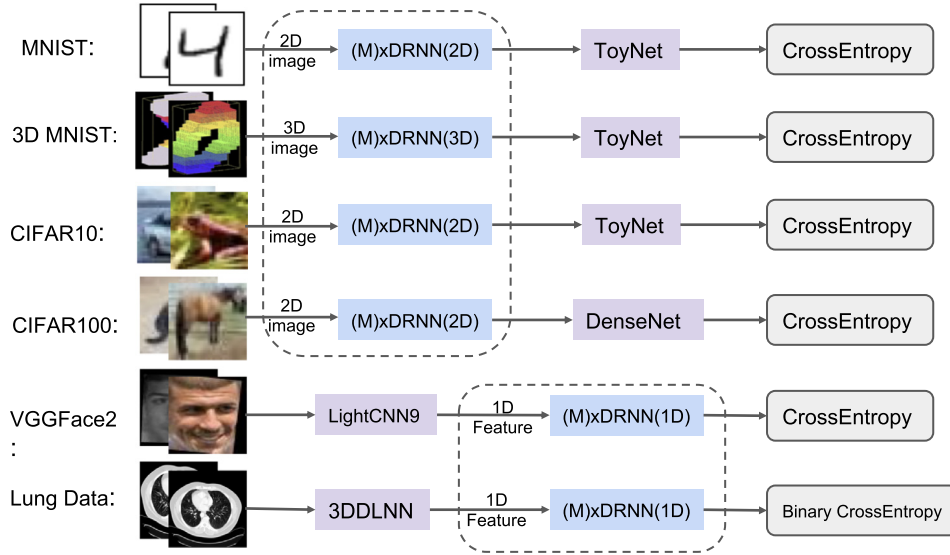 MNIST:
2D
image
(M)xDRNN(2D)
ToyNet
CrossEntropy
3D MNIST:
3D
image
(M)xDRNN(3D)
ToyNet
CrossEntropy
CIFAR10:
2D
image
(M)xDRNN(2D)
ToyNet
CrossEntropy
CIFAR100:
2D
image
(M)xDRNN(2D)
DenseNet
CrossEntropy
VGGFace2
:
LightCNN9
1D
Feature
(M)xDRNN(1D)
CrossEntropy
Lung Data:
3DDLNN
1D
Feature
(M)xDRNN(1D)
Binary CrossEntropy